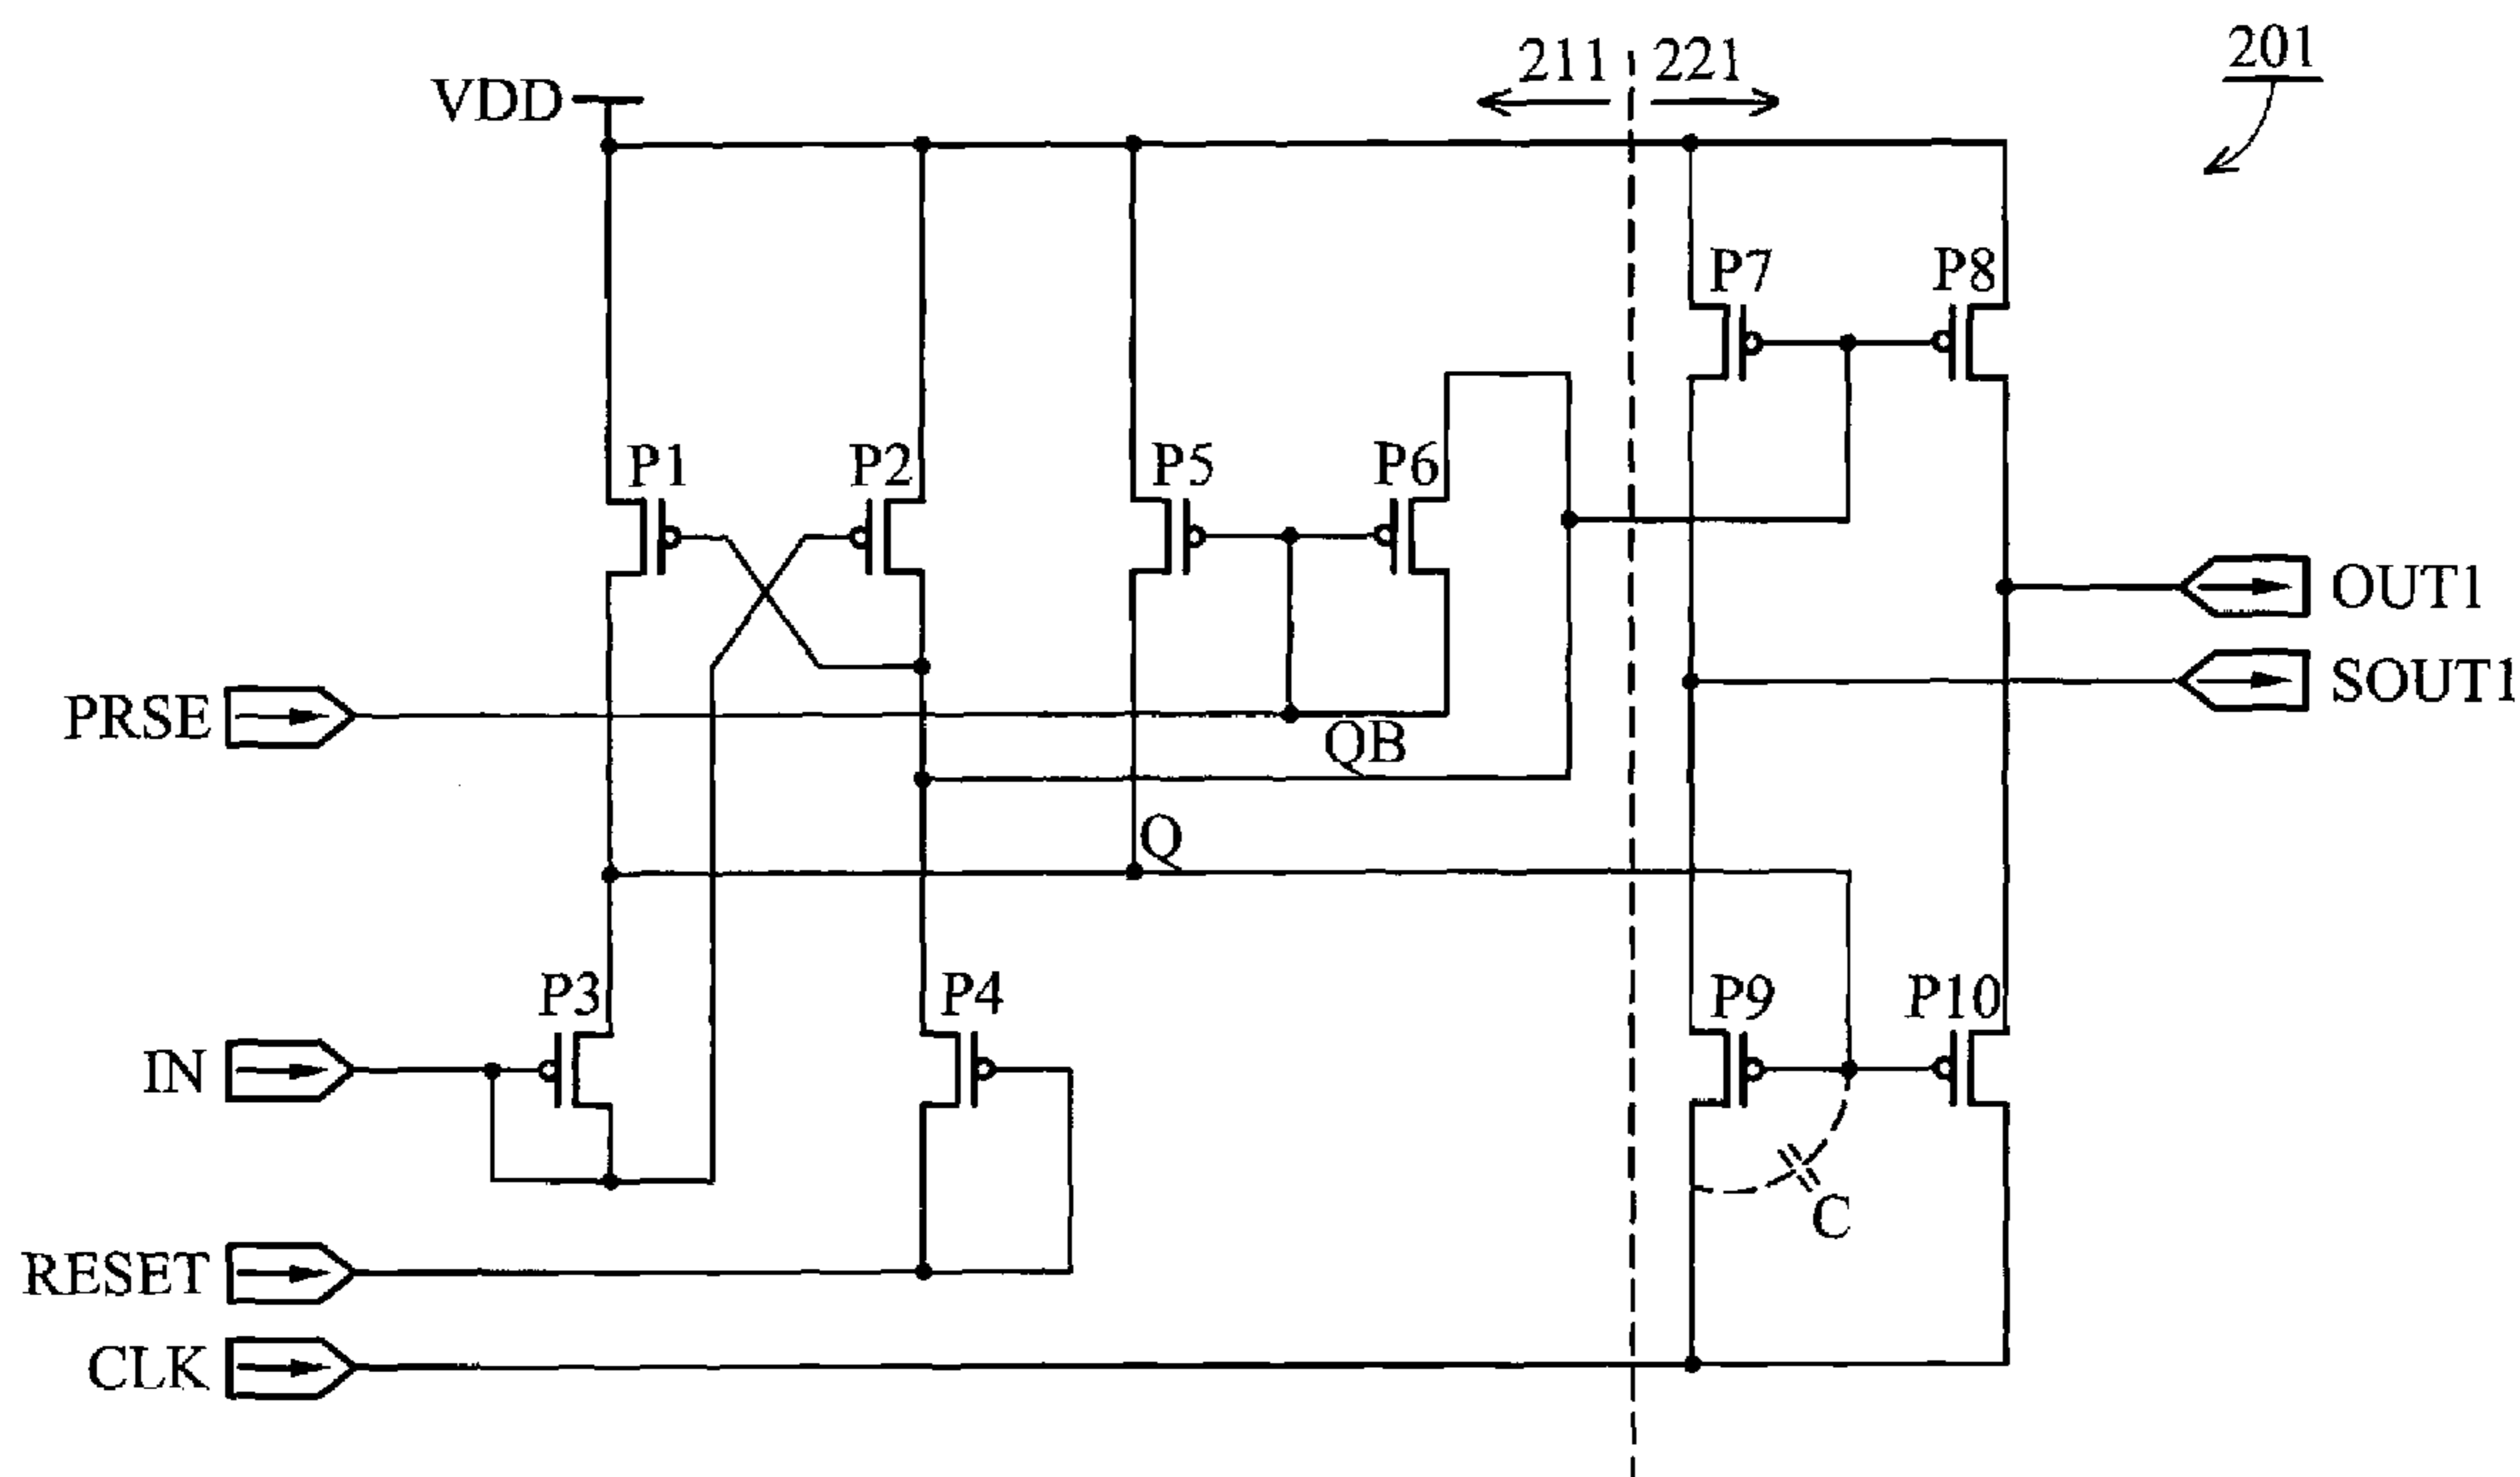 201
211 221
VDD
P7 P8
P1 P2 P5 P6
OUT1
SOUT1
PRSE
QB
Q
P3 P4 P9 P10
IN
C
RESET
CLK